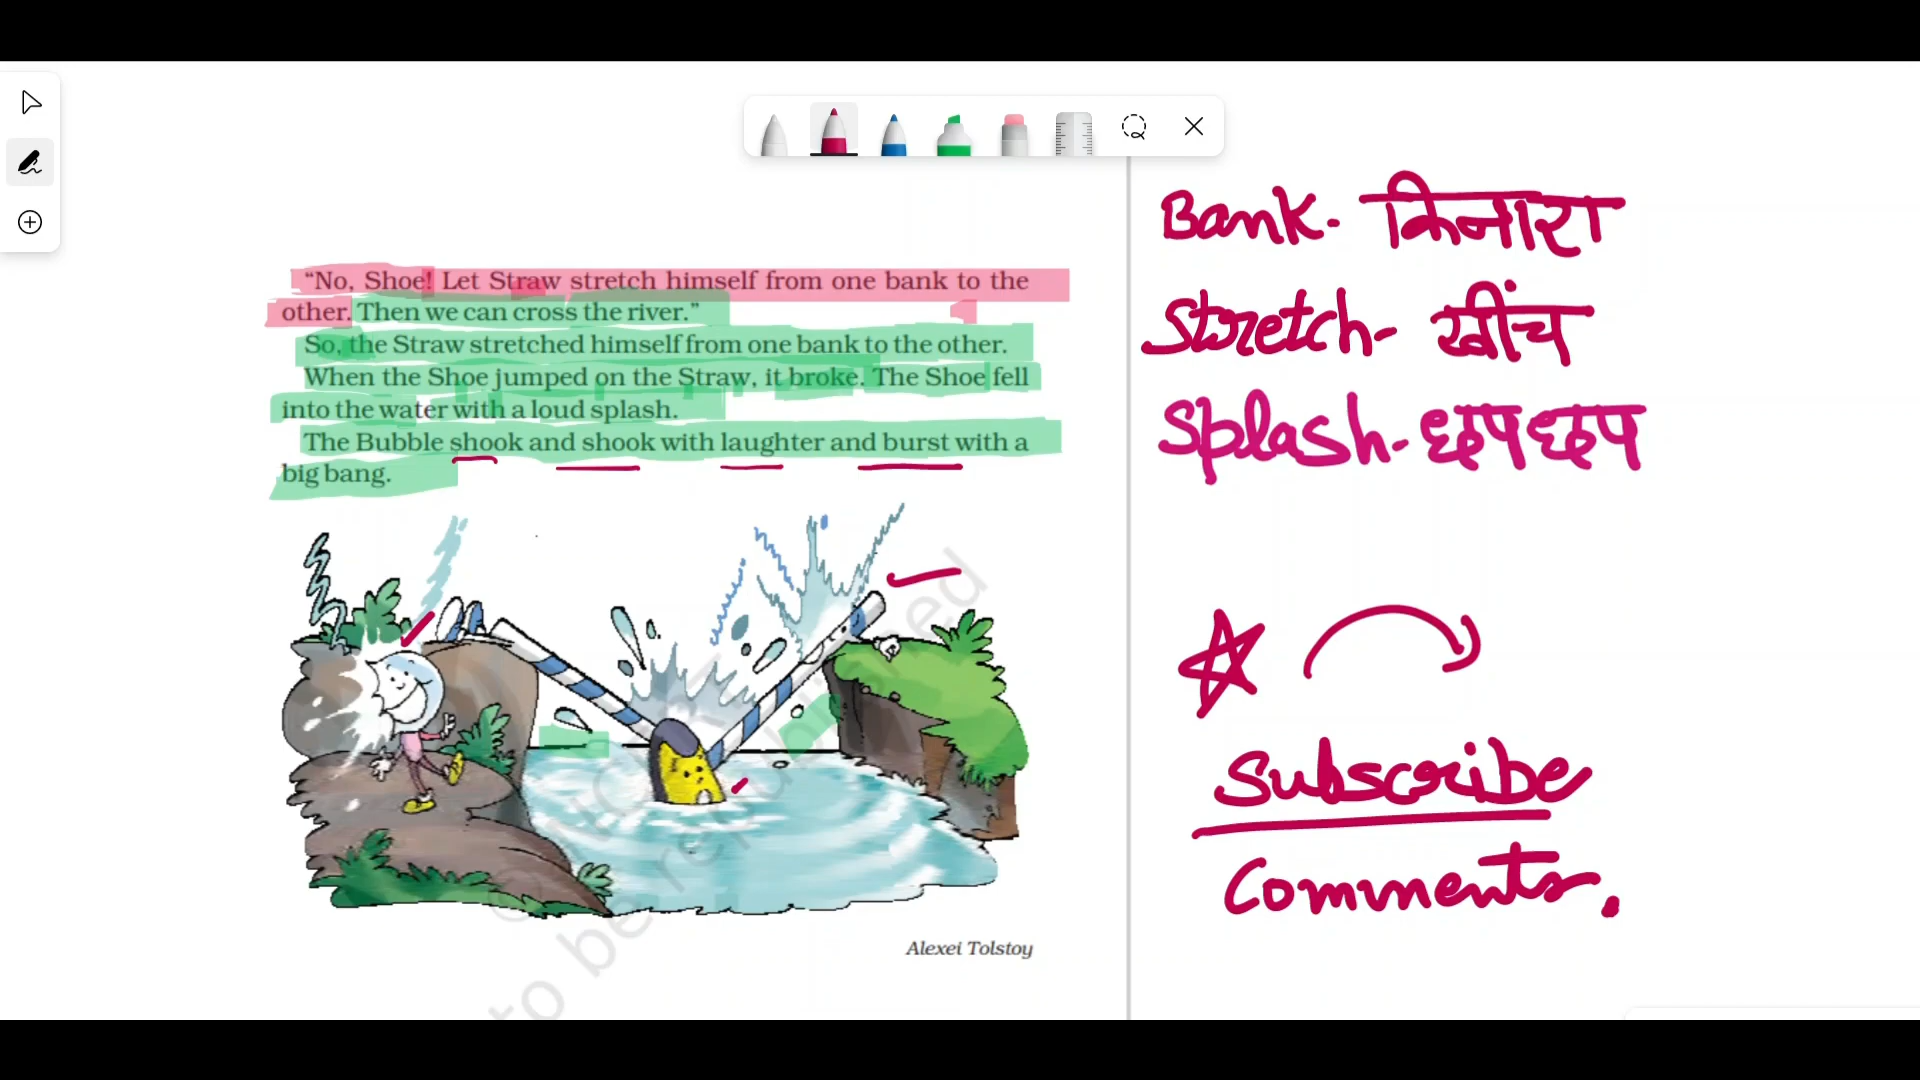 “No, Shoe! Let Straw stretch himself from one bank to the
other. Then we can cross the river.”
So, the Straw stretched himself from one bank to the other.
When the Shoe jumped on the Straw, it broke. The Shoe fell
into the water with a loud splash.
The Bubble shook and shook with laughter and burst with a
big bang.
Alexei Tolstoy
to be republished
Bank- किनारा
Stretch- खींच
Splash- छपछप
Subscribe
Comments.